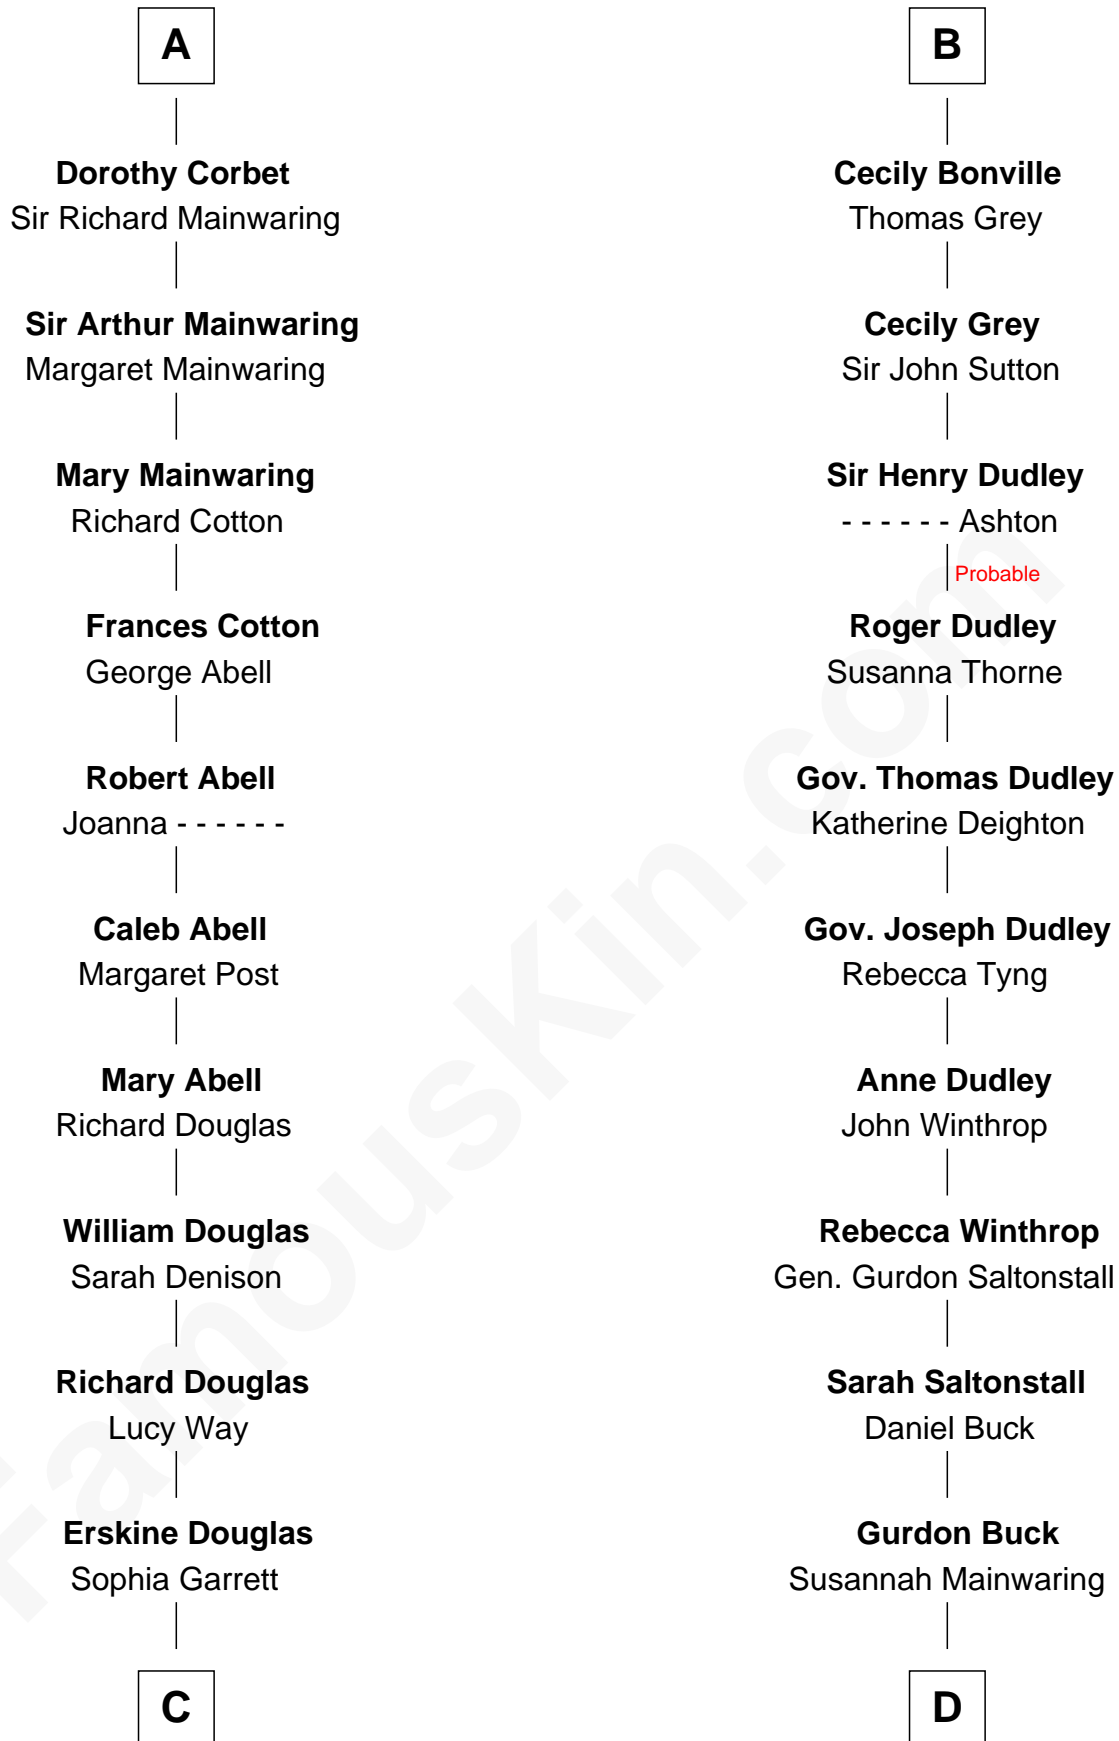 A
Dorothy Corbet
Sir Richard Mainwaring
Sir Arthur Mainwaring
Margaret Mainwaring
Mary Mainwaring
Richard Cotton
Frances Cotton
George Abell
Robert Abell
Joanna - - - - - -
Caleb Abell
Margaret Post
Mary Abell
Richard Douglas
William Douglas
Sarah Denison
Richard Douglas
Lucy Way
Erskine Douglas
Sophia Garrett
C
B
Cecily Bonville
Thomas Grey
Cecily Grey
Sir John Sutton
Sir Henry Dudley
- - - - - - Ashton
Probable
Roger Dudley
Susanna Thorne
Gov. Thomas Dudley
Katherine Deighton
Gov. Joseph Dudley
Rebecca Tyng
Anne Dudley
John Winthrop
Rebecca Winthrop
Gen. Gurdon Saltonstall
Sarah Saltonstall
Daniel Buck
Gurdon Buck
Susannah Mainwaring
D
FamousKin.com